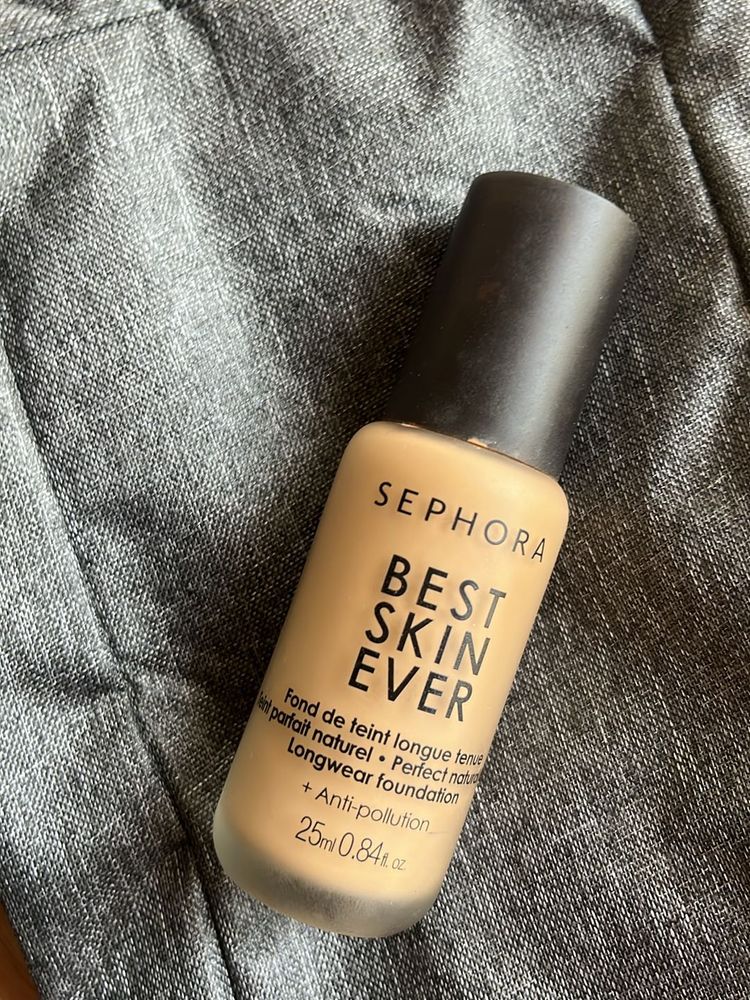 SEPHORA
BEST
SKIN
EVER
Fond de teint longue tenue
Teint parfait naturel • Perfect natural
Longwear foundation
+ Anti-pollution
25ml 0.84fl. oz.